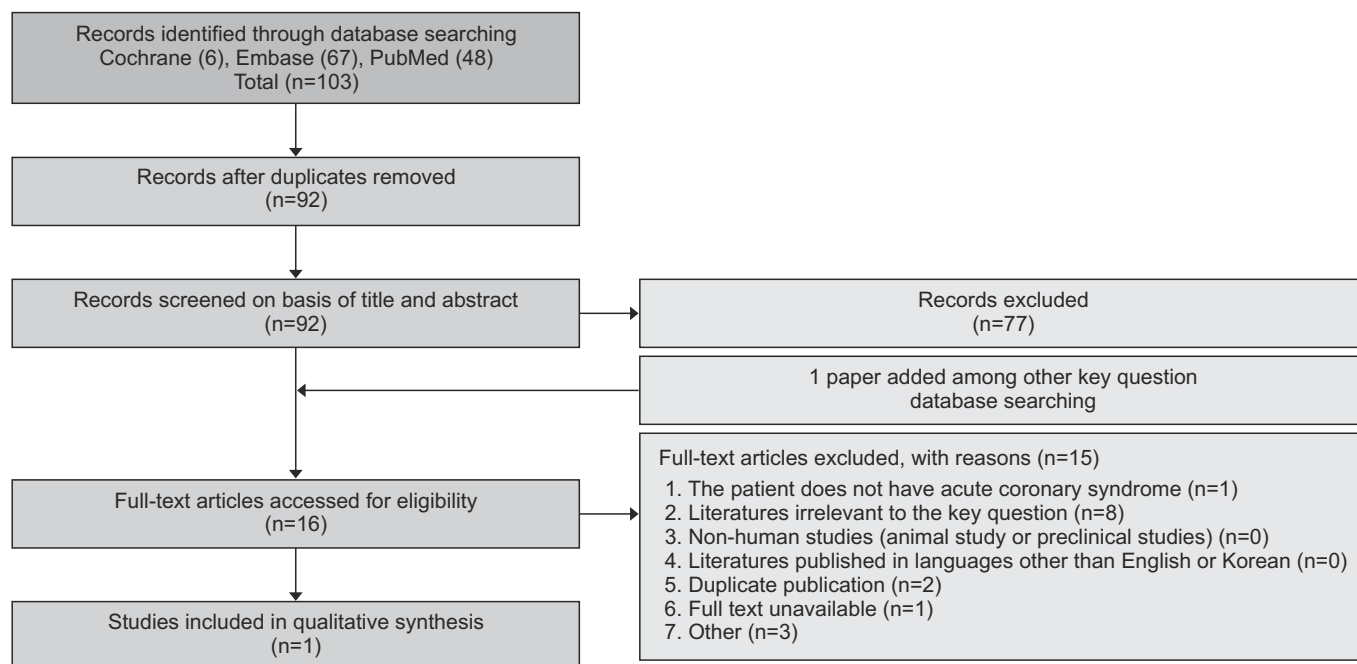 Records identified through database searching
Cochrane (6), Embase (67), PubMed (48)
Total (n=103)
Records after duplicates removed
(n=92)
Records screened on basis of title and abstract
(n=92)
Records excluded
(n=77)
1 paper added among other key question
database searching
Full-text articles accessed for eligibility
(n=16)
Full-text articles excluded, with reasons (n=15)
1. The patient does not have acute coronary syndrome (n=1)
2. Literatures irrelevant to the key question (n=8)
3. Non-human studies (animal study or preclinical studies) (n=0)
4. Literatures published in languages other than English or Korean (n=0)
5. Duplicate publication (n=2)
6. Full text unavailable (n=1)
7. Other (n=3)
Studies included in qualitative synthesis
(n=1)